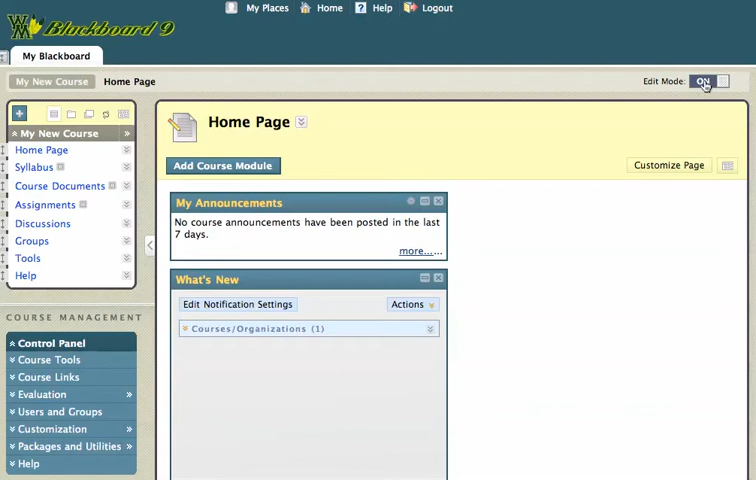 My Places Home ? Help Logout
WM Blackboard 9
My Blackboard
My New Course Home Page Edit Mode: ON
+
My New Course »
Home Page
Syllabus
Course Documents
Assignments
Discussions
Groups
Tools
Help
COURSE MANAGEMENT
Control Panel
Course Tools
Course Links
Evaluation »
Users and Groups
Customization »
Packages and Utilities »
Help
Home Page
Add Course Module Customize Page
My Announcements
No course announcements have been posted in the last
7 days.
more... ...
What's New
Edit Notification Settings Actions
Courses/Organizations (1)